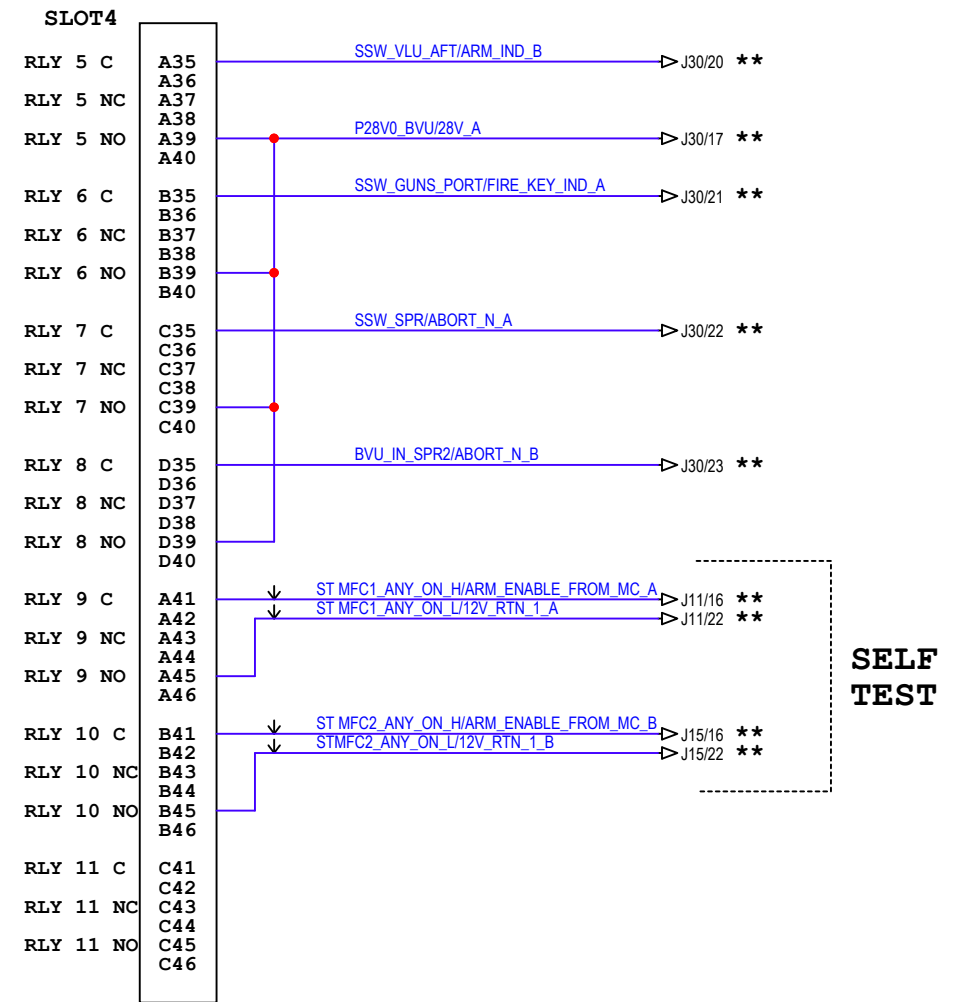 SLOT4
RLY 5 C A35 SSW_VLU_AFT/ARM_IND_B J30/20 **
A36
RLY 5 NC A37
A38
RLY 5 NO A39 P28V0_BVU/28V_A J30/17 **
A40
RLY 6 C B35 SSW_GUNS_PORT/FIRE_KEY_IND_A J30/21 **
B36
RLY 6 NC B37
B38
RLY 6 NO B39
B40
RLY 7 C C35 SSW_SPR/ABORT_N_A J30/22 **
C36
RLY 7 NC C37
C38
RLY 7 NO C39
C40
RLY 8 C D35 BVU_IN_SPR2/ABORT_N_B J30/23 **
D36
RLY 8 NC D37
D38
RLY 8 NO D39
D40
RLY 9 C A41 ST MFC1_ANY_ON_H/ARM_ENABLE_FROM_MC_A J11/16 **
A42 ST MFC1_ANY_ON_L/12V_RTN_1_A J11/22 **
RLY 9 NC A43
A44
RLY 9 NO A45
A46
SELF
TEST
RLY 10 C B41 ST MFC2_ANY_ON_H/ARM_ENABLE_FROM_MC_B J15/16 **
B42 STMFC2_ANY_ON_L/12V_RTN_1_B J15/22 **
RLY 10 NC B43
B44
RLY 10 NO B45
B46
RLY 11 C C41
C42
RLY 11 NC C43
C44
RLY 11 NO C45
C46